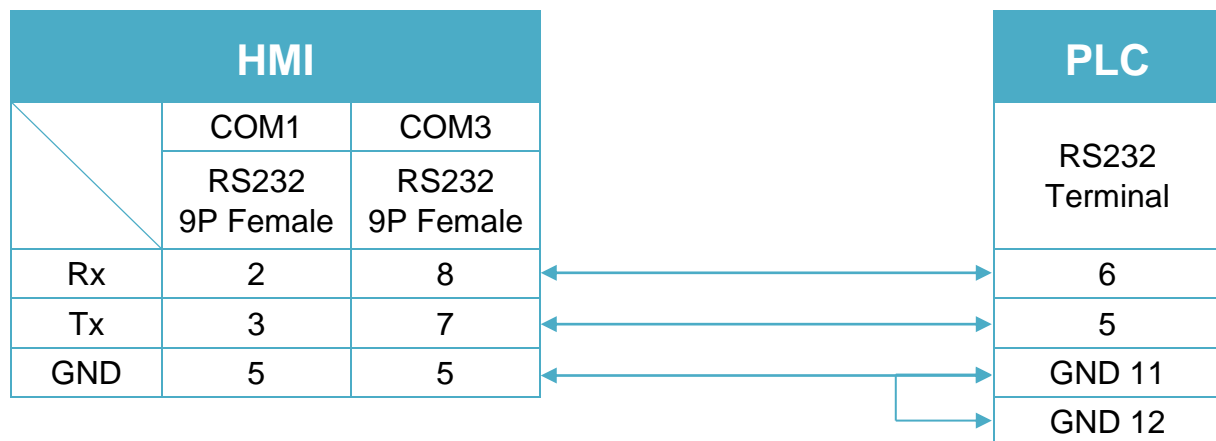 HMI
PLC
COM1 COM3
RS232 RS232
9P Female 9P Female
RS232
Terminal
Rx 2 8 6
Tx 3 7 5
GND 5 5 GND 11
GND 12